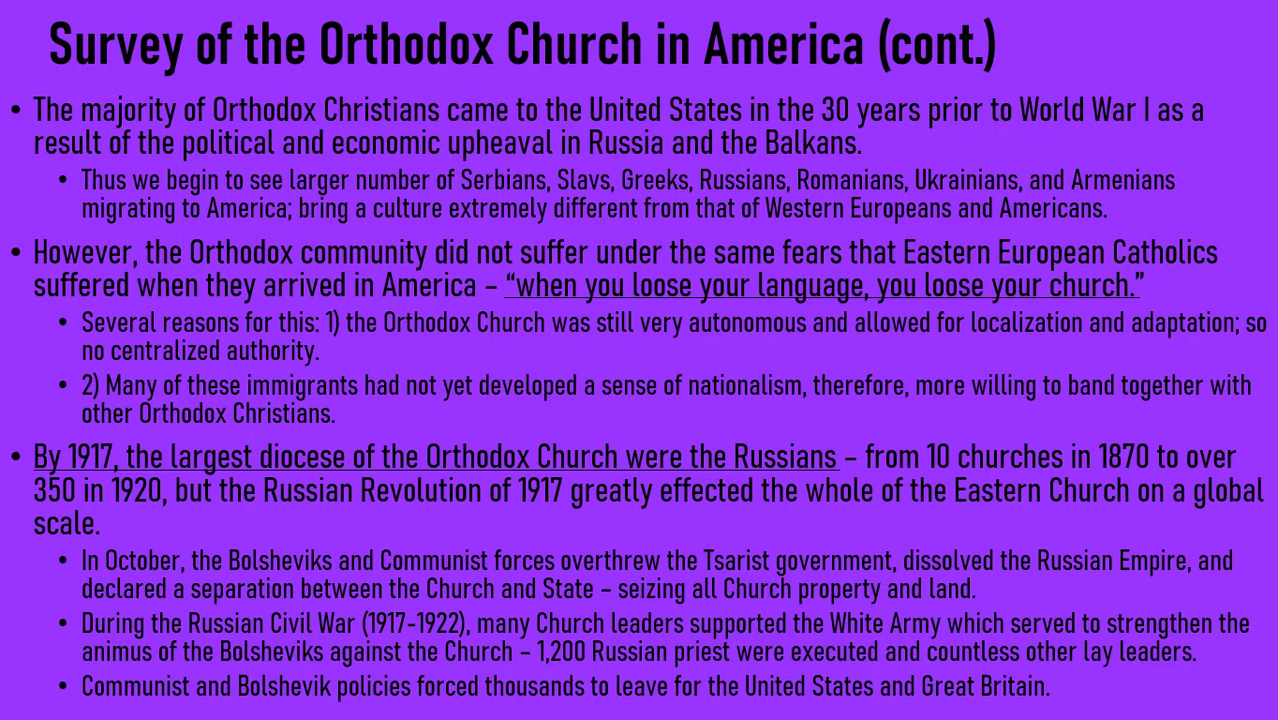 Survey of the Orthodox Church in America (cont.)
• The majority of Orthodox Christians came to the United States in the 30 years prior to World War I as a
result of the political and economic upheaval in Russia and the Balkans.
• Thus we begin to see larger number of Serbians, Slavs, Greeks, Russians, Romanians, Ukrainians, and Armenians
migrating to America; bring a culture extremely different from that of Western Europeans and Americans.
• However, the Orthodox community did not suffer under the same fears that Eastern European Catholics
suffered when they arrived in America – “when you loose your language, you loose your church.”
• Several reasons for this: 1) the Orthodox Church was still very autonomous and allowed for localization and adaptation; so
no centralized authority.
• 2) Many of these immigrants had not yet developed a sense of nationalism, therefore, more willing to band together with
other Orthodox Christians.
• By 1917, the largest diocese of the Orthodox Church were the Russians – from 10 churches in 1870 to over
350 in 1920, but the Russian Revolution of 1917 greatly effected the whole of the Eastern Church on a global
scale.
• In October, the Bolsheviks and Communist forces overthrew the Tsarist government, dissolved the Russian Empire, and
declared a separation between the Church and State – seizing all Church property and land.
• During the Russian Civil War (1917-1922), many Church leaders supported the White Army which served to strengthen the
animus of the Bolsheviks against the Church – 1,200 Russian priest were executed and countless other lay leaders.
• Communist and Bolshevik policies forced thousands to leave for the United States and Great Britain.